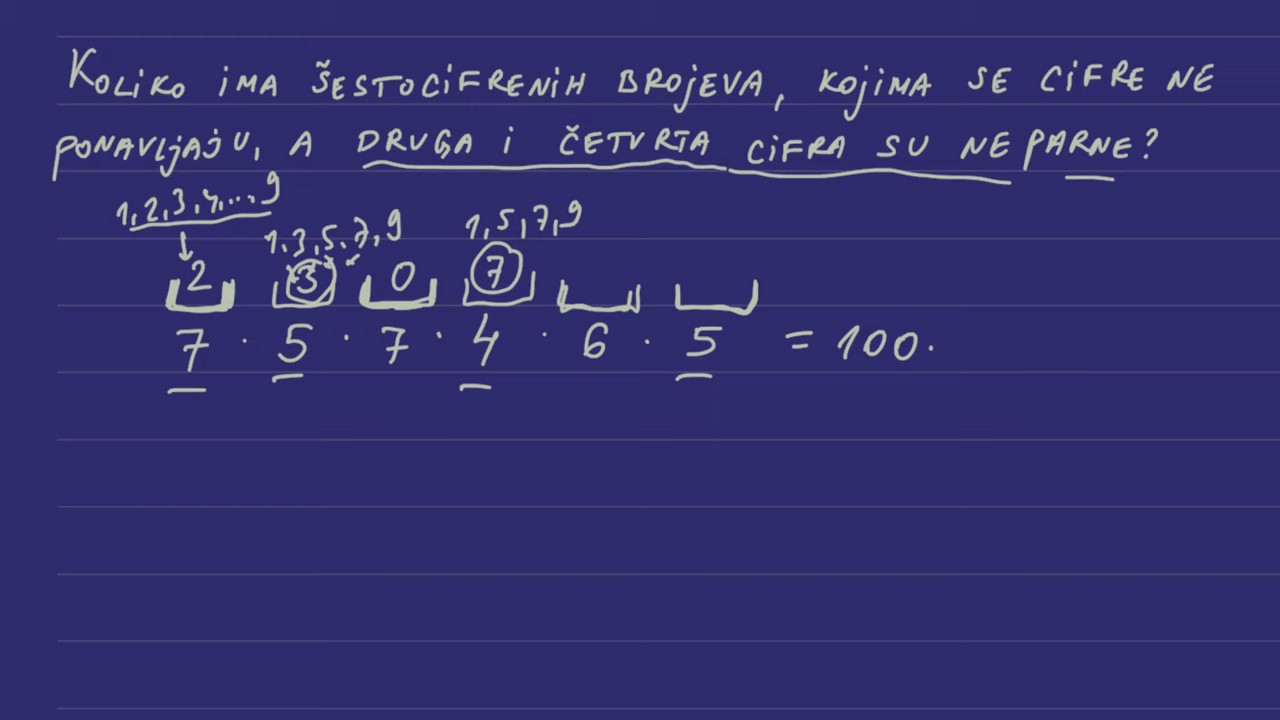 KOLIKO IMA ŠESTOCIFRENIH BROJEVA, KOJIMA SE CIFRE NE
PONAVLJAJU, A DRUGA I ČETVRTA CIFRA SU NEPARNE?
1,2,3,4,...9
1,3,5,7,9
1,5,7,9
2 3 0 7
7 · 5 · 7 · 4 · 6 · 5 = 100.